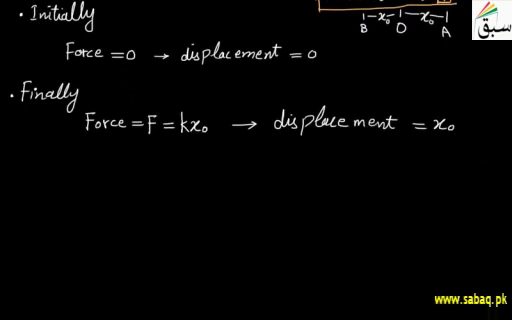 • Initially
|–x₀–|–x₀–|
B O A
سبق
Force = 0 → displacement = 0
• Finally
Force = F = kx₀ → displacement = x₀
www.sabaq.pk